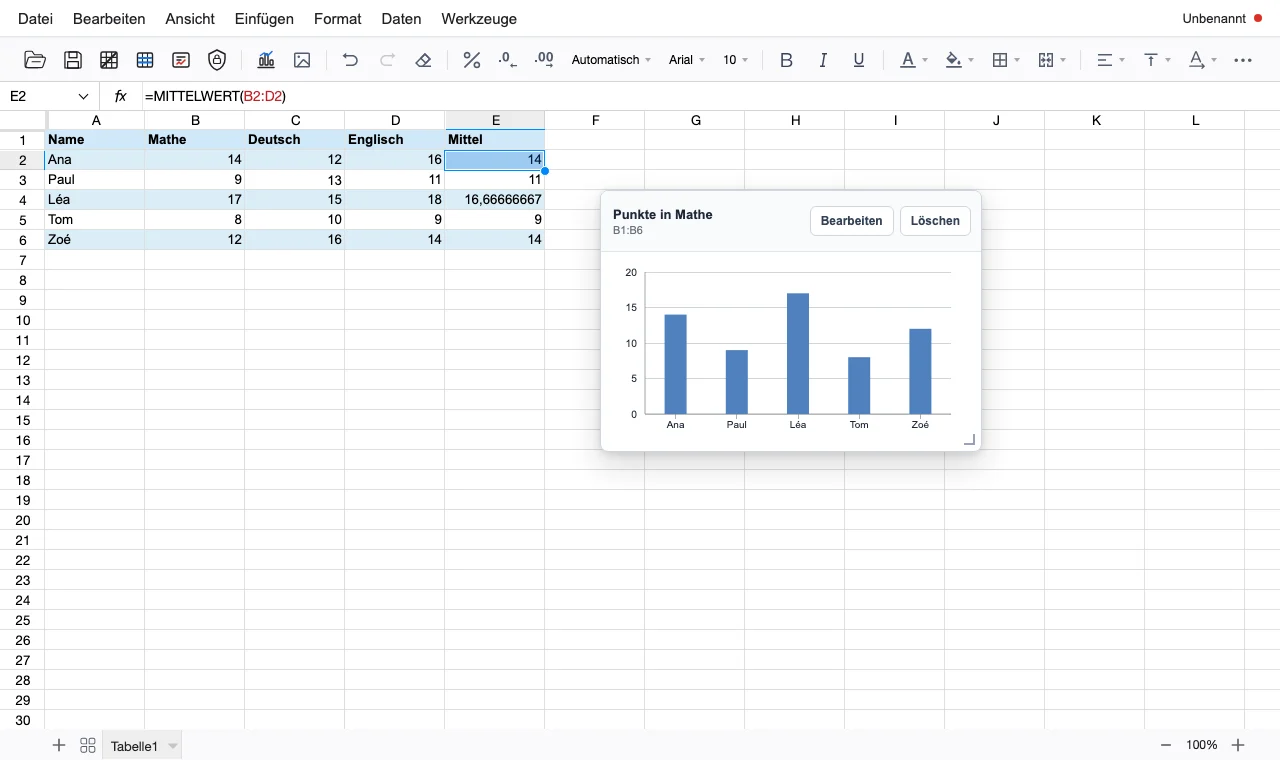 Datei Bearbeiten Ansicht Einfügen Format Daten Werkzeuge Unbenannt
% .0 .00 Automatisch Arial 10 B I U A A
E2 fx =MITTELWERT(B2:D2)
A B C D E F G H I J K L
1 Name Mathe Deutsch Englisch Mittel
2 Ana 14 12 16 14
3 Paul 9 13 11 11
4 Léa 17 15 18 16,66666667
5 Tom 8 10 9 9
6 Zoé 12 16 14 14
7
8
9
10
11
12
13
14
15
16
17
18
19
20
21
22
23
24
25
26
27
28
29
30
Punkte in Mathe
B1:B6
Bearbeiten Löschen
20
15
10
5
0
Ana Paul Léa Tom Zoé
Tabelle1 100%